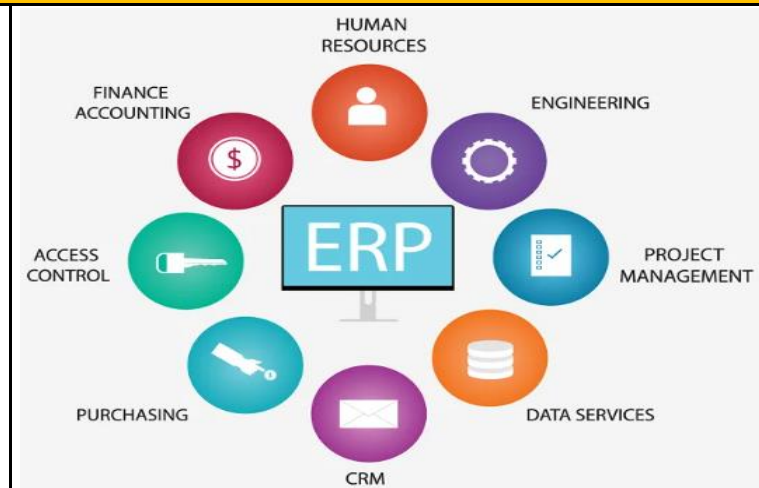 HUMAN
RESOURCES
FINANCE
ACCOUNTING
ENGINEERING
$
ERP
ACCESS
CONTROL
PROJECT
MANAGEMENT
PURCHASING
DATA SERVICES
CRM